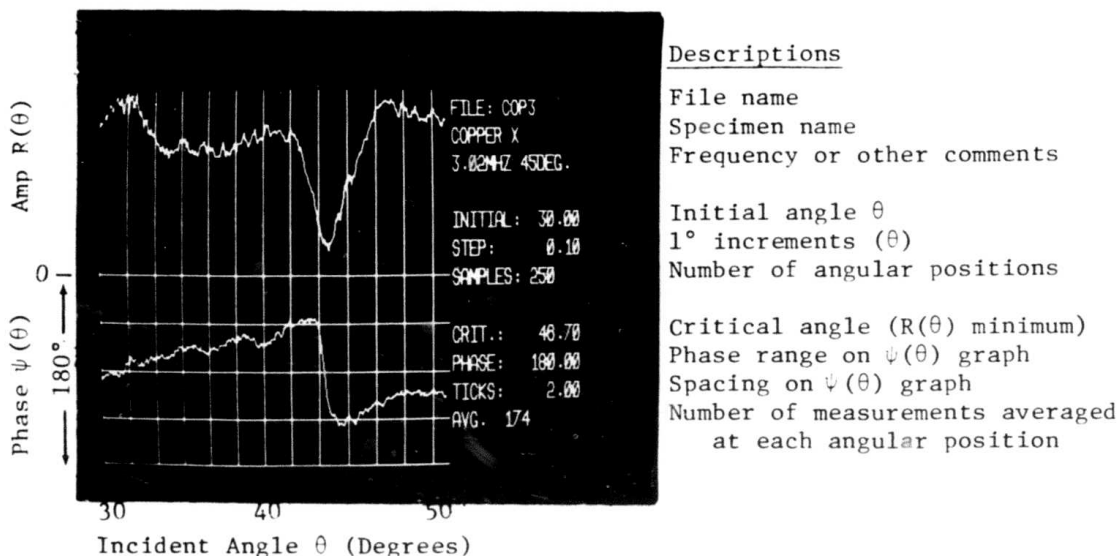 Amp R(θ)
0
Phase ψ(θ)
180°
FILE: COP3
COPPER X
3.02MHZ 45DEG.
INITIAL: 30.00
STEP: 0.10
SAMPLES: 250
CRIT.: 46.70
PHASE: 180.00
TICKS: 2.00
AVG. 174
30 40 50
Incident Angle θ (Degrees)
Descriptions
File name
Specimen name
Frequency or other comments
Initial angle θ
1° increments (θ)
Number of angular positions
Critical angle (R(θ) minimum)
Phase range on ψ(θ) graph
Spacing on ψ(θ) graph
Number of measurements averaged
at each angular position